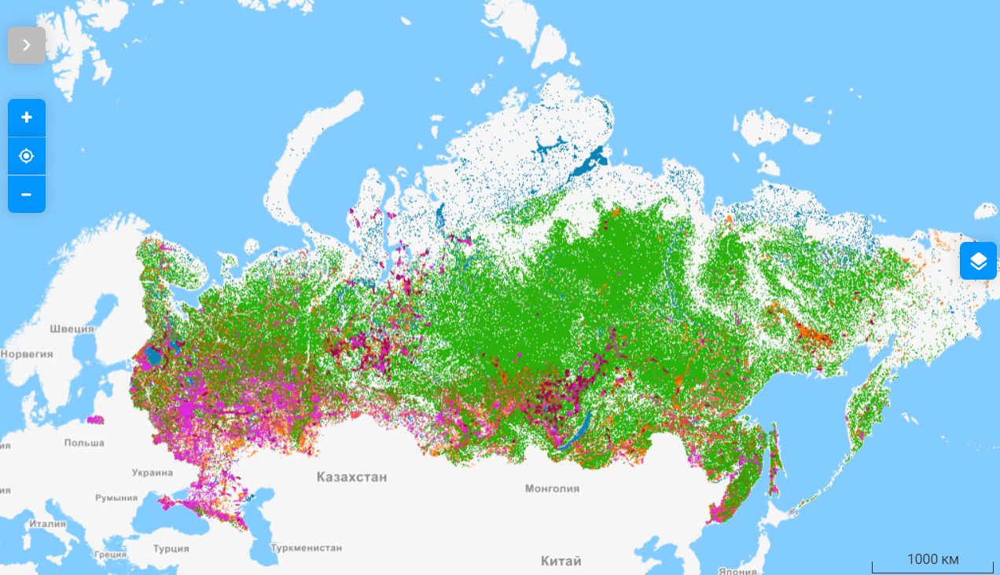 Швеция
Норвегия
Польша
Украина
Румыния
Италия
Греция
Турция
Казахстан
Туркменистан
Монголия
Китай
Япония
1000 км